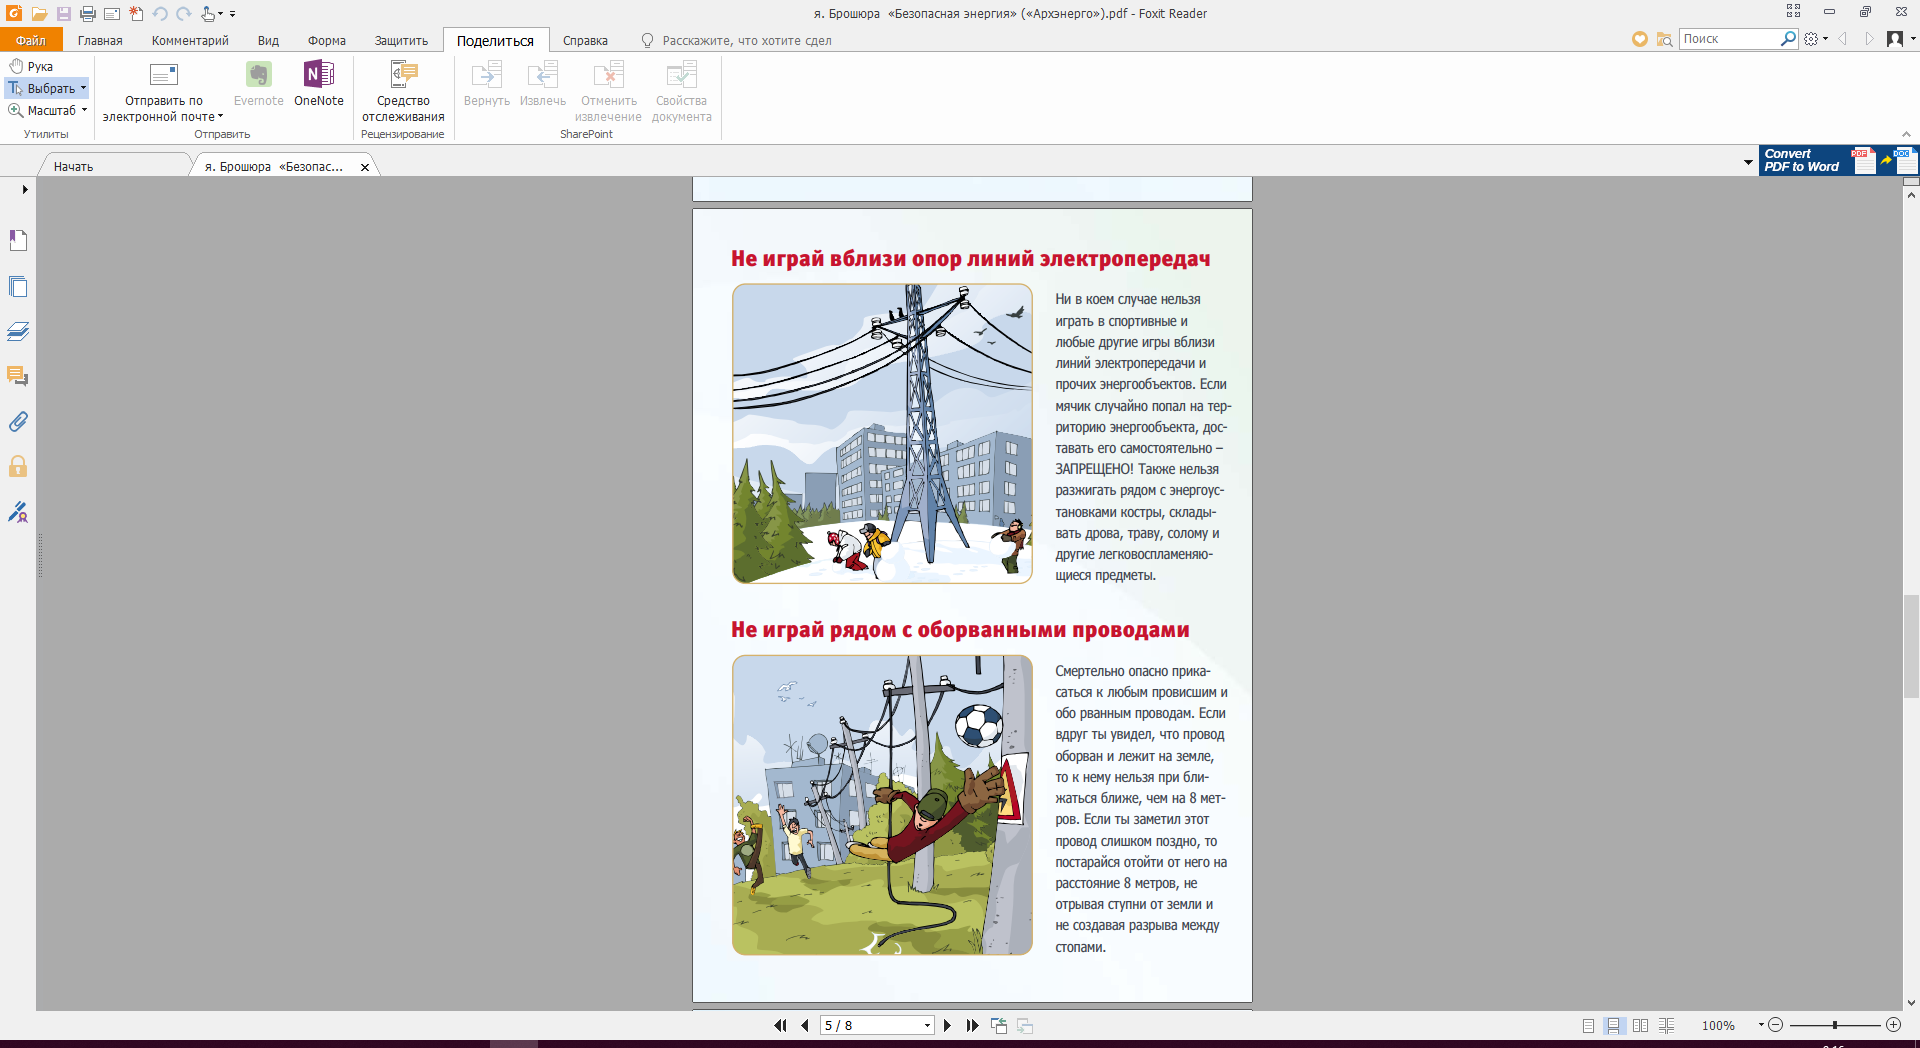 я. Брошюра «Безопасная энергия» («Архэнерго»).pdf - Foxit Reader
Файл Главная Комментарий Вид Форма Защитить Поделиться Справка Расскажите, что хотите сдел Поиск
Рука
Выбрать
Масштаб
Утилиты
Отправить по
электронной почте
Evernote
OneNote
Отправить
Средство
отслеживания
Рецензирование
Вернуть
Извлечь
Отменить
извлечение
Свойства
документа
SharePoint
Начать
я. Брошюра «Безопас...
Convert
PDF to Word
PDF
DOC
Не играй вблизи опор линий электропередач
Ни в коем случае нельзя
играть в спортивные и
любые другие игры вблизи
линий электропередачи и
прочих энергообъектов. Если
мячик случайно попал на тер-
риторию энергообъекта, дос-
тавать его самостоятельно –
ЗАПРЕЩЕНО! Также нельзя
разжигать рядом с энергоус-
тановками костры, склады-
вать дрова, траву, солому и
другие легковоспламеняю-
щиеся предметы.
Не играй рядом с оборванными проводами
Смертельно опасно прика-
саться к любым провисшим и
обо рванным проводам. Если
вдруг ты увидел, что провод
оборван и лежит на земле,
то к нему нельзя при бли-
жаться ближе, чем на 8 мет-
ров. Если ты заметил этот
провод слишком поздно, то
постарайся отойти от него на
расстояние 8 метров, не
отрывая ступни от земли и
не создавая разрыва между
стопами.
5 / 8
100%